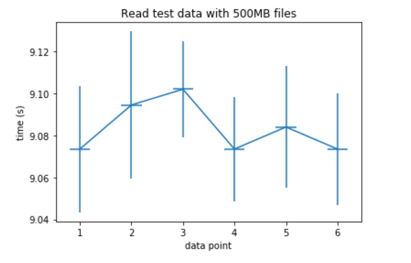 Read test data with 500MB files
time (s)
9.12
9.10
9.08
9.06
9.04
1 2 3 4 5 6
data point